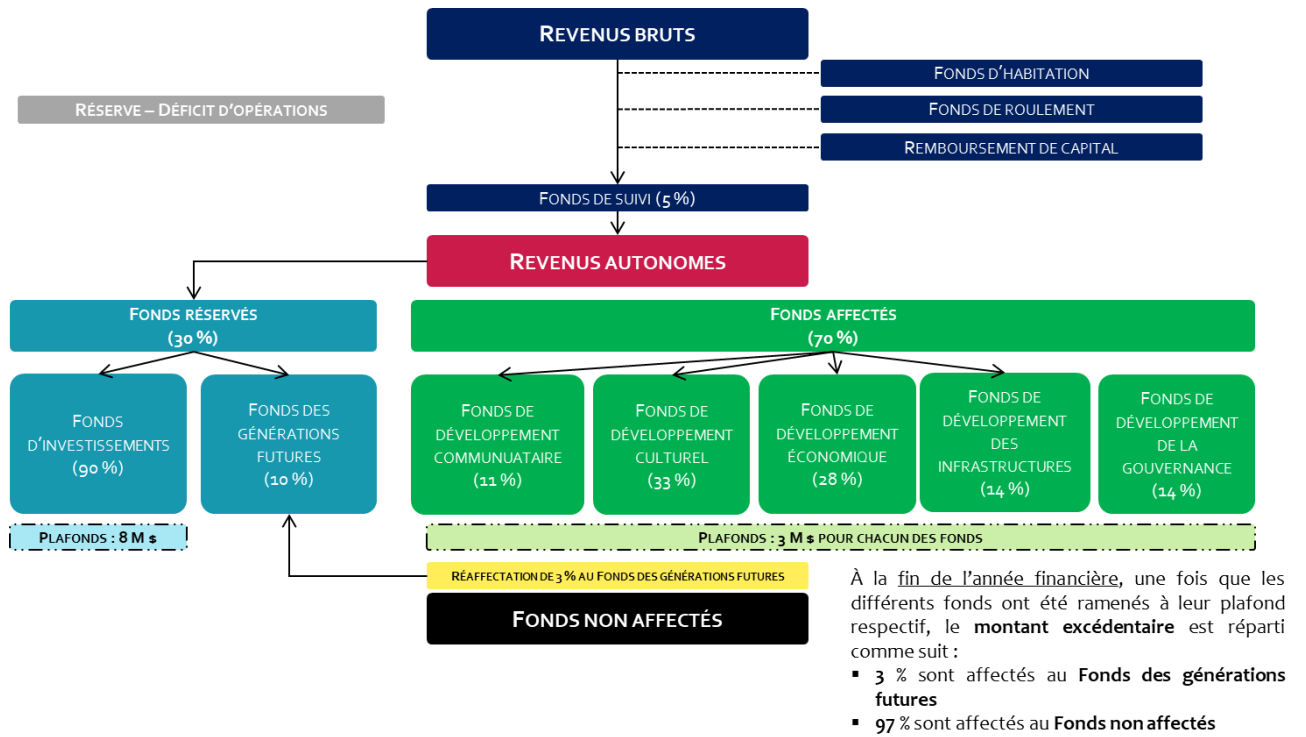 REVENUS BRUTS
FONDS D'HABITATION
RÉSERVE – DÉFICIT D'OPÉRATIONS
FONDS DE ROULEMENT
REMBOURSEMENT DE CAPITAL
FONDS DE SUIVI (5 %)
REVENUS AUTONOMES
FONDS RÉSERVÉS
(30 %)
FONDS AFFECTÉS
(70 %)
FONDS
D'INVESTISSEMENTS
(90 %)
FONDS DES
GÉNÉRATIONS
FUTURES
(10 %)
FONDS DE
DÉVELOPPEMENT
COMMUNUATAIRE
(11 %)
FONDS DE
DÉVELOPPEMENT
CULTUREL
(33 %)
FONDS DE
DÉVELOPPEMENT
ÉCONOMIQUE
(28 %)
FONDS DE
DÉVELOPPEMENT
DES
INFRASTRUCTURES
(14 %)
FONDS DE
DÉVELOPPEMENT
DE LA
GOUVERNANCE
(14 %)
PLAFONDS : 8 M $
PLAFONDS : 3 M $ POUR CHACUN DES FONDS
RÉAFFECTATION DE 3 % AU FONDS DES GÉNÉRATIONS FUTURES
FONDS NON AFFECTÉS
À la fin de l'année financière, une fois que les
différents fonds ont été ramenés à leur plafond
respectif, le montant excédentaire est réparti
comme suit :
▪ 3 % sont affectés au Fonds des générations
futures
▪ 97 % sont affectés au Fonds non affectés